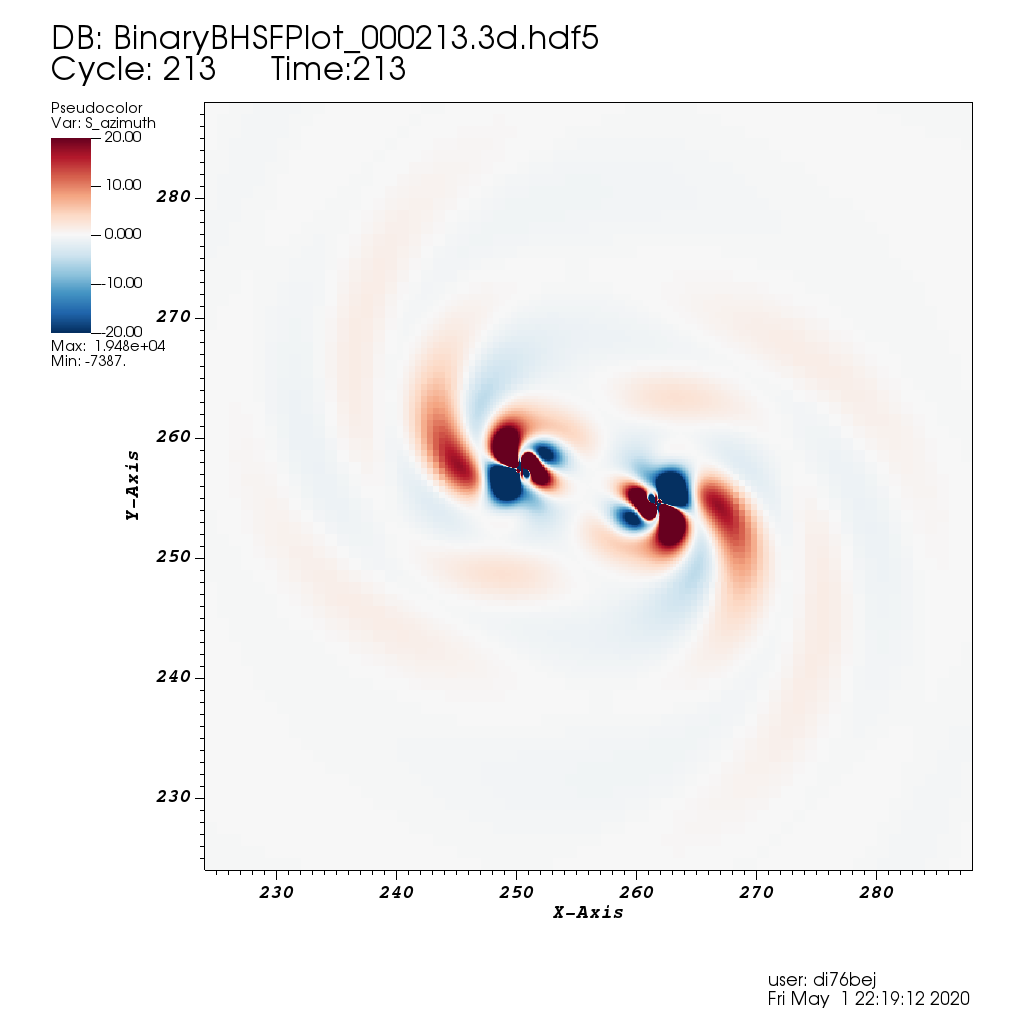 DB: BinaryBHSFPlot_000213.3d.hdf5
Cycle: 213 Time:213
Pseudocolor
Var: S_azimuth
20.00
10.00
0.000
-10.00
-20.00
Max: 1.948e+04
Min: -7387.
280
270
260
250
240
230
Y-Axis
230 240 250 260 270 280
X-Axis
user: di76bej
Fri May 1 22:19:12 2020